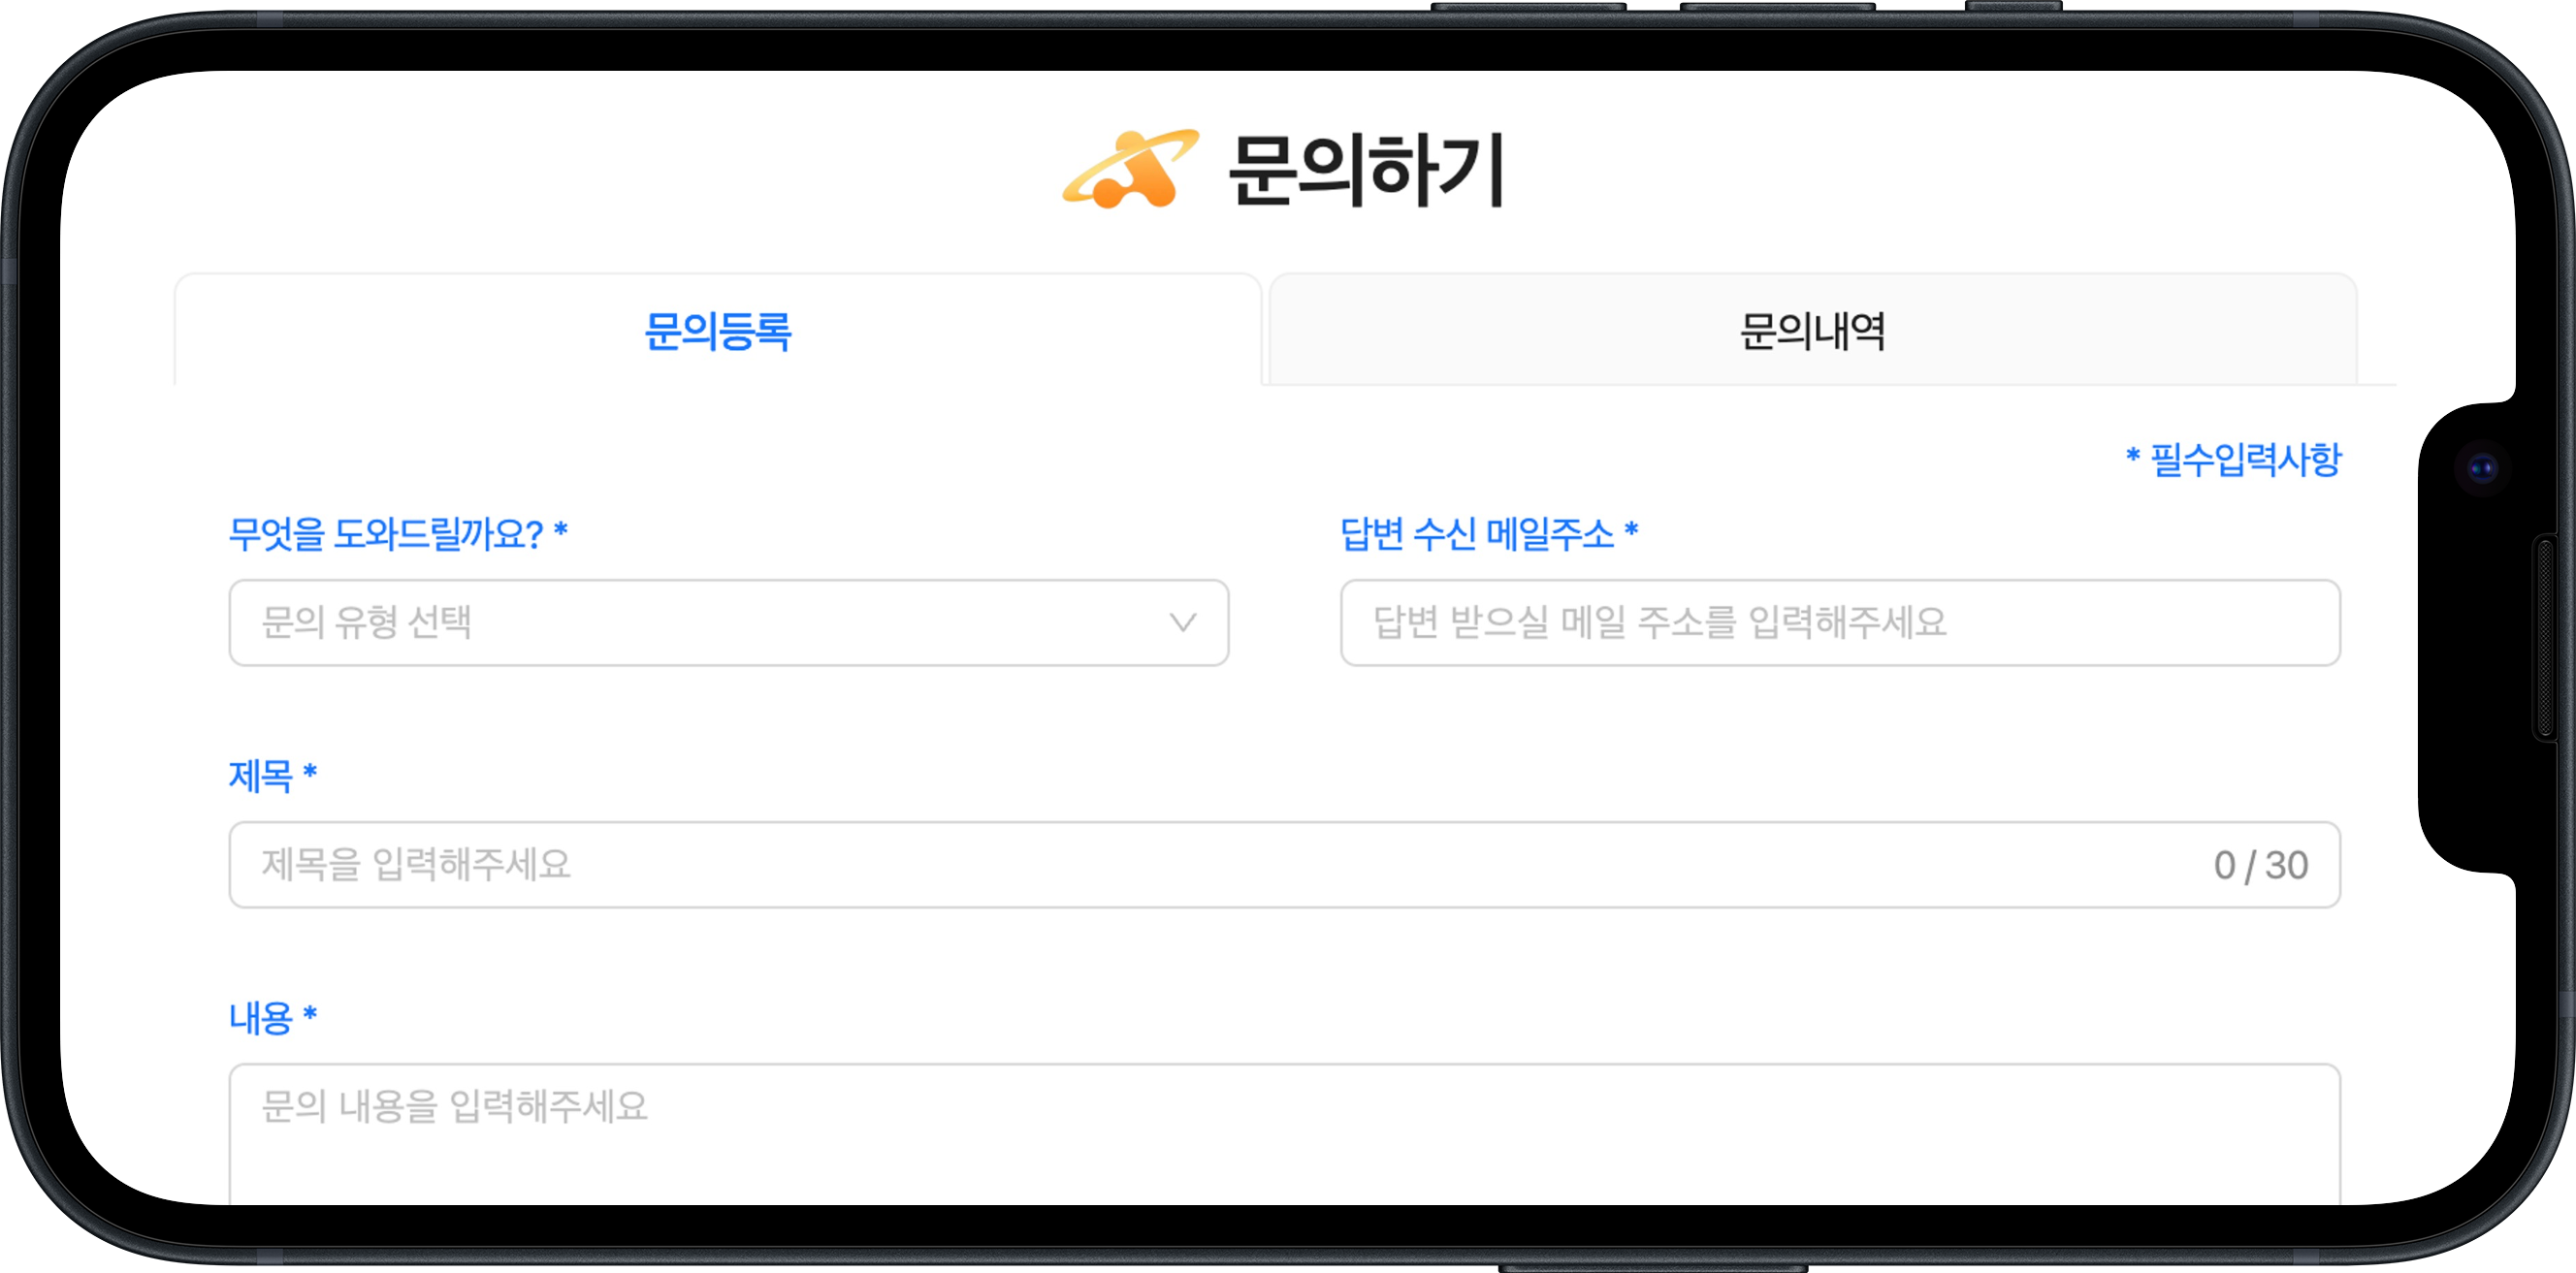 문의하기
문의등록
문의내역
* 필수입력사항
무엇을 도와드릴까요? *
답변 수신 메일주소 *
문의 유형 선택
답변 받으실 메일 주소를 입력해주세요
제목 *
제목을 입력해주세요
0 / 30
내용 *
문의 내용을 입력해주세요